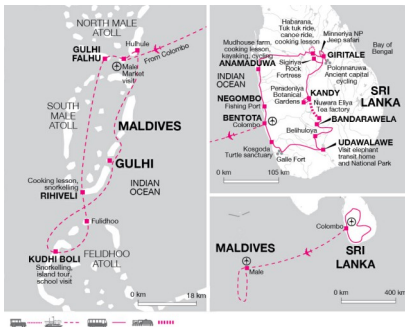 NORTH MALE
ATOLL
Hulhule
From Colombo
GULHI
FALHU
Male
Market
visit
SOUTH
MALE
ATOLL
MALDIVES
GULHI
INDIAN
OCEAN
Cooking lesson,
snorkelling
RIHIVELI
Fulidhoo
KUDHI BOLI
Snorkelling,
island tour,
school visit
FELIDHOO
ATOLL
0 km
18 km
Habarana,
Tuk tuk ride,
canoe ride,
cooking lesson
Minneriya NP
Jeep safari
Mudhouse farm,
cooking lesson,
kayaking, cycling
Bay of
Bengal
ANAMADUWA
GIRITALE
Sigiriya
Rock
Fortress
Polonnaruwa
Ancient capital
cycling
INDIAN
OCEAN
Peradeniya
Botanical
Gardens
KANDY
SRI
LANKA
NEGOMBO
Fishing Port
Nuwara Eliya
Tea factory
BENTOTA
Colombo
BANDARAWELA
Belihuloya
UDAWALAWE
Visit elephant
transit home
and National Park
Kosgoda
Turtle sanctuary
Galle Fort
0 km
105 km
MALDIVES
Male
Colombo
SRI
LANKA
0 km
400 km